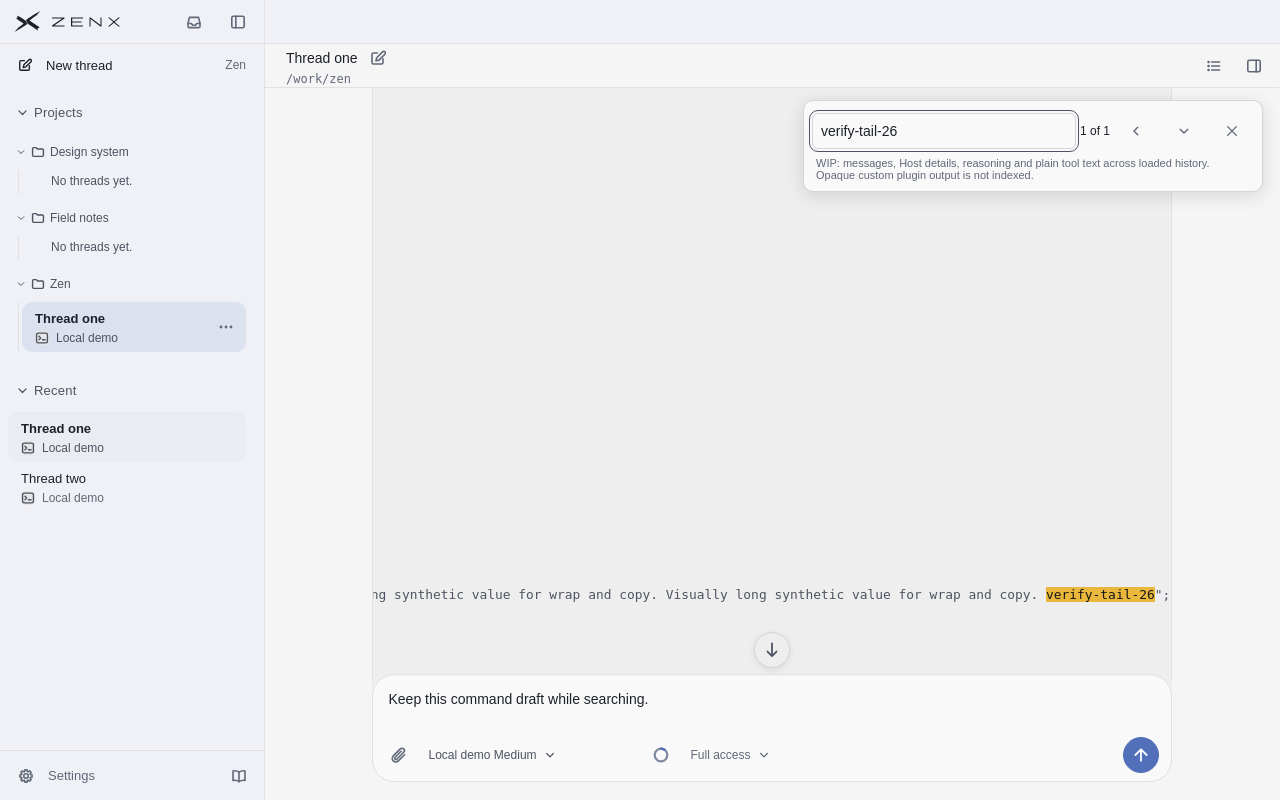 ZENX
New thread
Zen
Projects
Design system
No threads yet.
Field notes
No threads yet.
Zen
Thread one
Local demo
Recent
Thread one
Local demo
Thread two
Local demo
Settings
Thread one
/work/zen
verify-tail-26
1 of 1
WIP: messages, Host details, reasoning and plain tool text across loaded history.
Opaque custom plugin output is not indexed.
ng synthetic value for wrap and copy. Visually long synthetic value for wrap and copy. verify-tail-26";
Keep this command draft while searching.
Local demo Medium
Full access